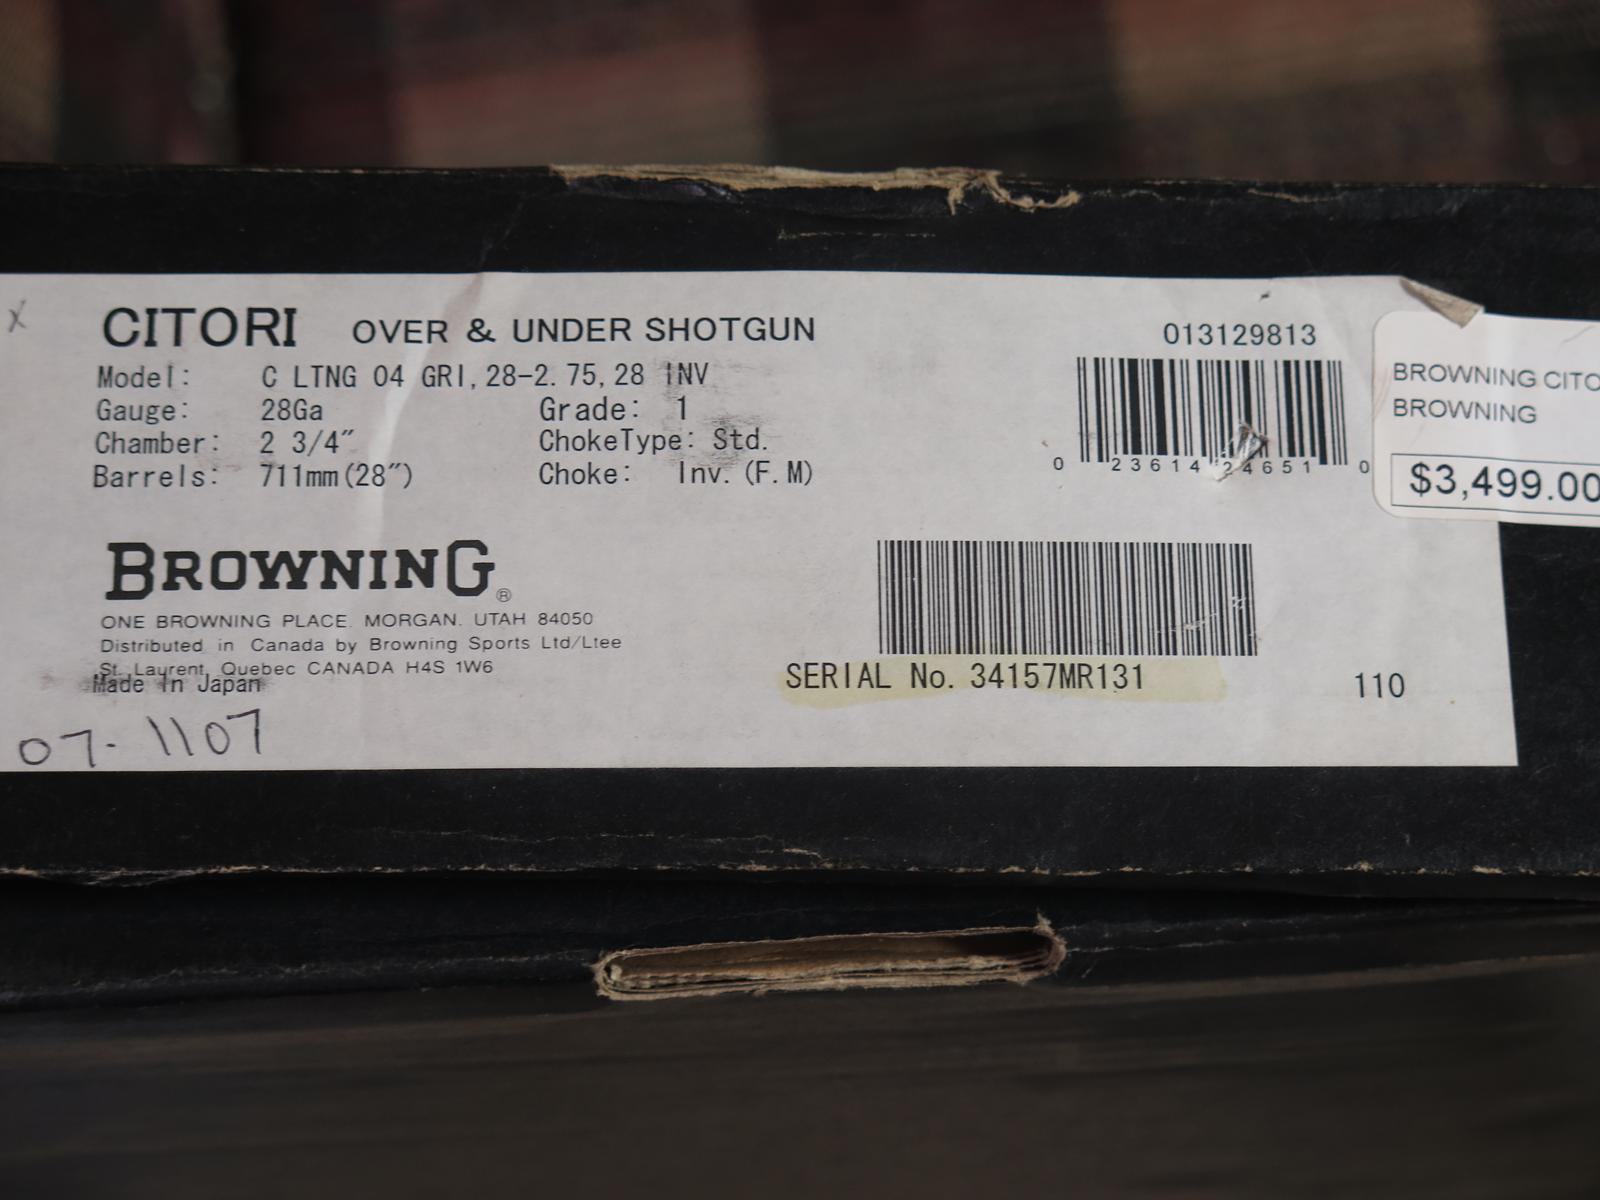 x
CITORI OVER & UNDER SHOTGUN
Model: C LTNG 04 GRI,28-2.75,28 INV
Gauge: 28Ga Grade: 1
Chamber: 2 3/4" ChokeType: Std.
Barrels: 711mm(28") Choke: Inv.(F.M)
013129813
0 23614 24651 0
BROWNING CITO
BROWNING
$3,499.00
BROWNING®
ONE BROWNING PLACE. MORGAN. UTAH 84050
Distributed in Canada by Browning Sports Ltd/Ltee
St. Laurent, Quebec CANADA H4S 1W6
Made In Japan
SERIAL No. 34157MR131
110
07-1107